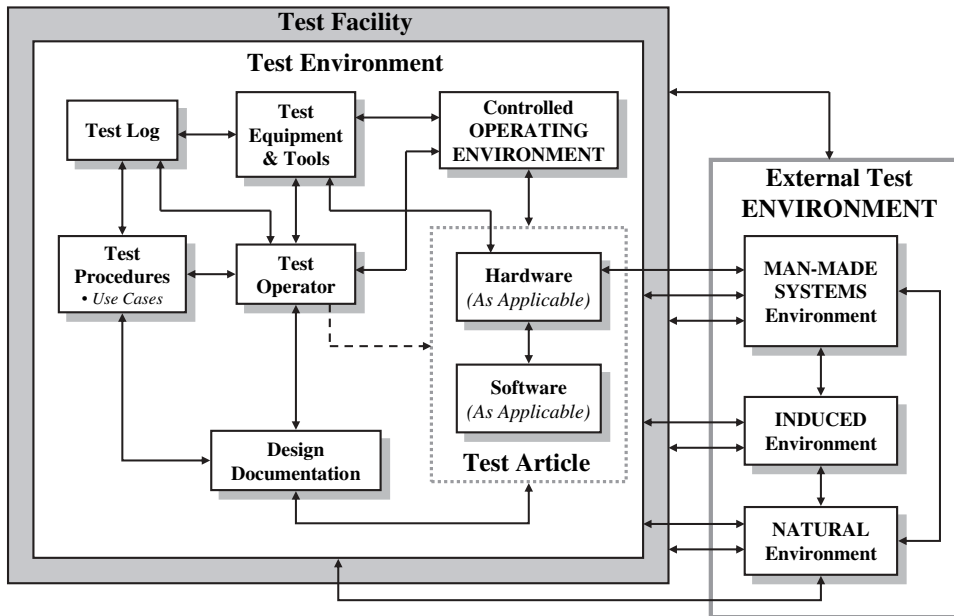 Test Facility
Test Environment
Test Log
Test
Equipment
& Tools
Controlled
OPERATING
ENVIRONMENT
External Test
ENVIRONMENT
Test
Procedures
• Use Cases
Test
Operator
Hardware
(As Applicable)
MAN-MADE
SYSTEMS
Environment
Software
(As Applicable)
Test Article
INDUCED
Environment
Design
Documentation
NATURAL
Environment